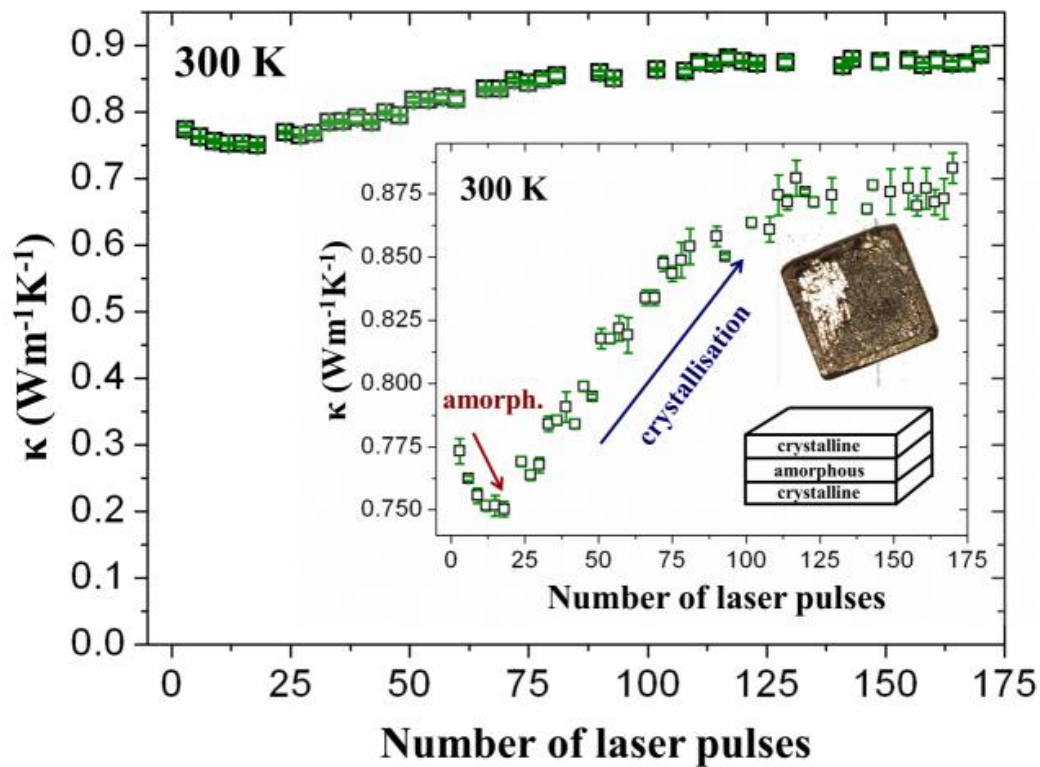 300 K
0.9
0.8
0.7
0.6
0.5
0.4
0.3
0.2
0.1
0.0
κ (Wm⁻¹K⁻¹)
0 25 50 75 100 125 150 175
Number of laser pulses
300 K
0.875
0.850
0.825
0.800
0.775
0.750
κ (Wm⁻¹K⁻¹)
amorph.
crystallisation
crystalline
amorphous
crystalline
0 25 50 75 100 125 150 175
Number of laser pulses